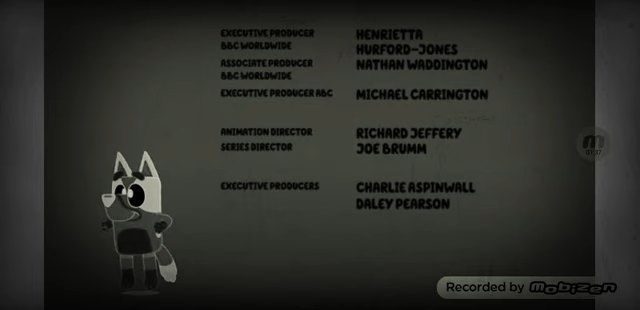 EXECUTIVE PRODUCER HENRIETTA
BBC WORLDWIDE HURFORD-JONES
ASSOCIATE PRODUCER NATHAN WADDINGTON
BBC WORLDWIDE
EXECUTIVE PRODUCER ABC MICHAEL CARRINGTON
ANIMATION DIRECTOR RICHARD JEFFERY
SERIES DIRECTOR JOE BRUMM
EXECUTIVE PRODUCERS CHARLIE ASPINWALL
DALEY PEARSON
Recorded by mobizen